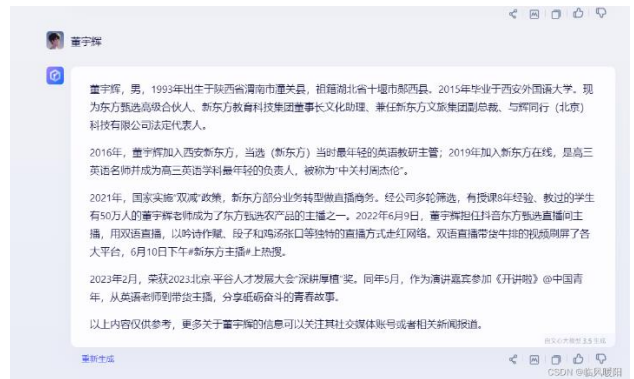 董宇辉
董宇辉，男，1993年出生于陕西省渭南市潼关县，祖籍湖北省十堰市郧西县。2015年毕业于西安外国语大学。现
为东方甄选高级合伙人、新东方教育科技集团董事长文化助理、兼任新东方文旅集团副总裁、与辉同行（北京）
科技有限公司法定代表人。
2016年，董宇辉加入西安新东方，当选（新东方）当时最年轻的英语教研主管；2019年加入新东方在线，是高三
英语名师并成为高三英语学科最年轻的负责人，被称为“中关村周杰伦”。
2021年，国家实施“双减”政策，新东方部分业务转型做直播商务。经公司多轮筛选，有授课8年经验、教过的学生
有50万人的董宇辉老师成为了东方甄选农产品的主播之一。2022年6月9日，董宇辉担任抖音东方甄选直播间主
播，用双语直播，以吟诗作赋、段子和鸡汤张口等独特的直播方式走红网络。双语直播带货牛排的视频刷屏了各
大平台，6月10日下午#新东方主播#上热搜。
2023年2月，荣获2023北京·平谷人才发展大会“深耕厚植”奖。同年5月，作为演讲嘉宾参加《开讲啦》@中国青
年，从英语老师到带货主播，分享砥砺奋斗的青春故事。
以上内容仅供参考，更多关于董宇辉的信息可以关注其社交媒体账号或者相关新闻报道。
由文心大模型3.5生成
重新生成
CSDN @临风暖阳